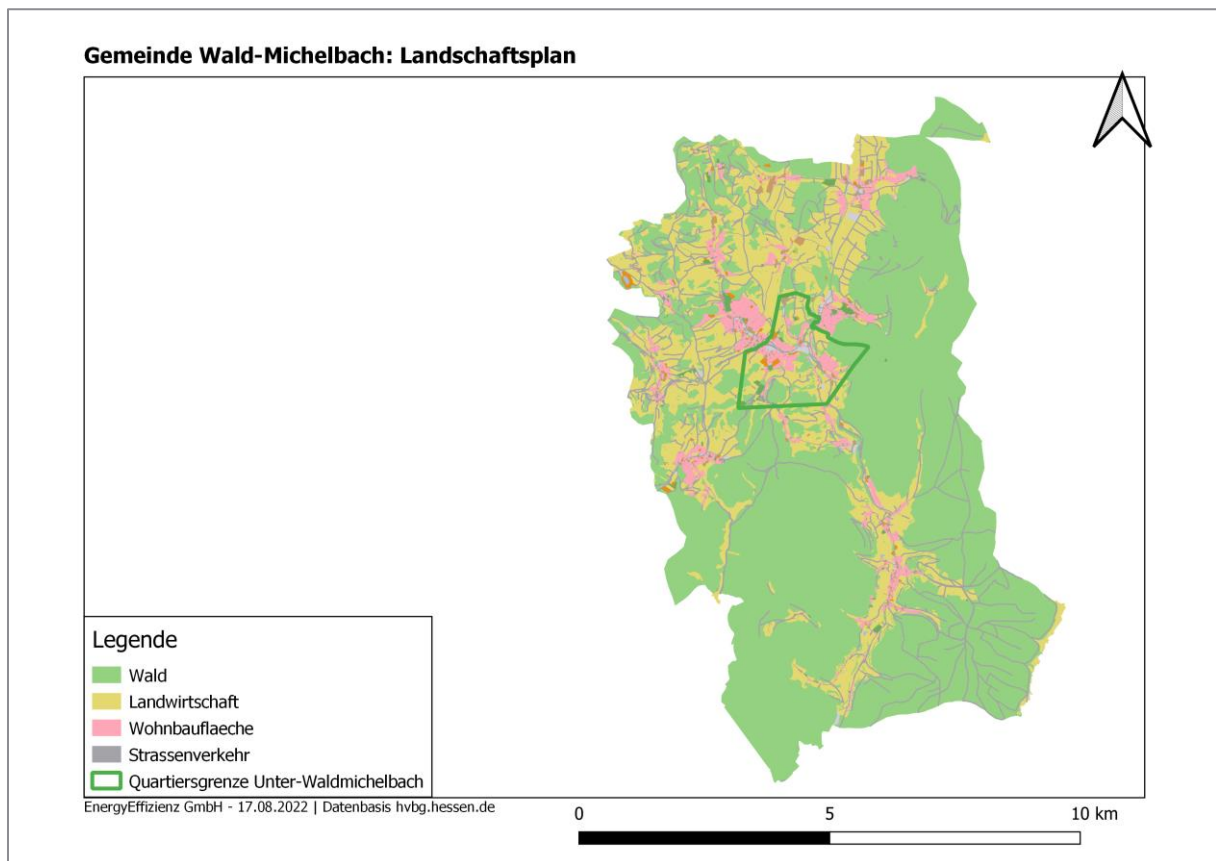 Gemeinde Wald-Michelbach: Landschaftsplan
Legende
Wald
Landwirtschaft
Wohnbauflaeche
Strassenverkehr
Quartiersgrenze Unter-Waldmichelbach
EnergyEffizienz GmbH - 17.08.2022 | Datenbasis hvbg.hessen.de
0 5 10 km